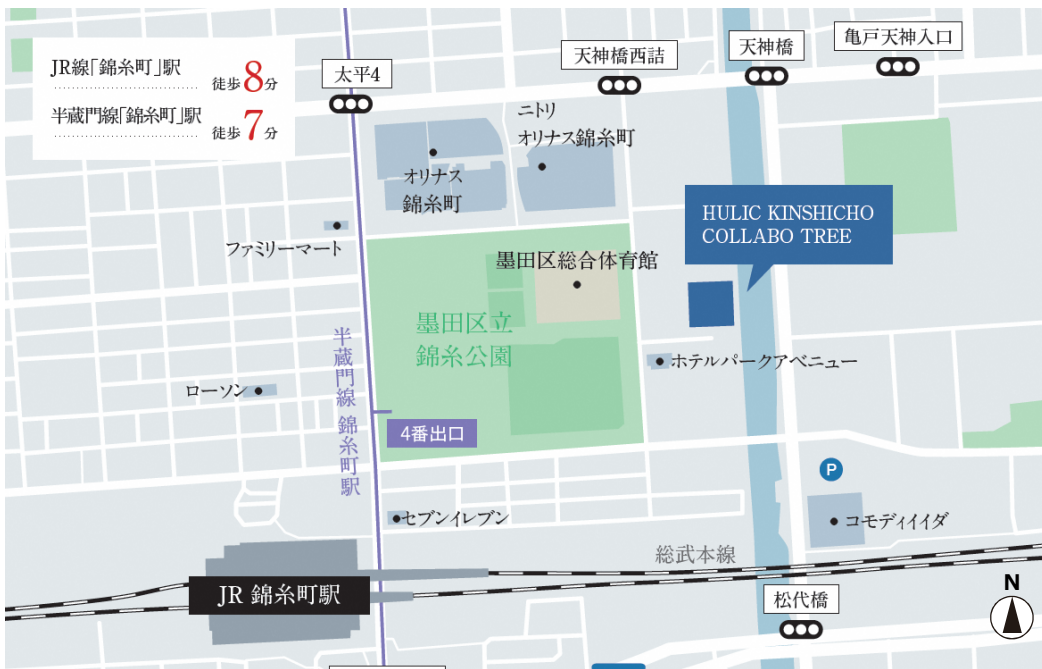 JR線「錦糸町」駅
徒歩8分
半蔵門線「錦糸町」駅
徒歩7分
太平4
天神橋西詰
天神橋
亀戸天神入口
ニトリ
オリナス錦糸町
オリナス
錦糸町
HULIC KINSHICHO
COLLABO TREE
ファミリーマート
墨田区総合体育館
墨田区立
錦糸公園
半蔵門線 錦糸町駅
ホテルパークアベニュー
ローソン
4番出口
P
セブンイレブン
コモディイイダ
総武本線
JR 錦糸町駅
松代橋
N